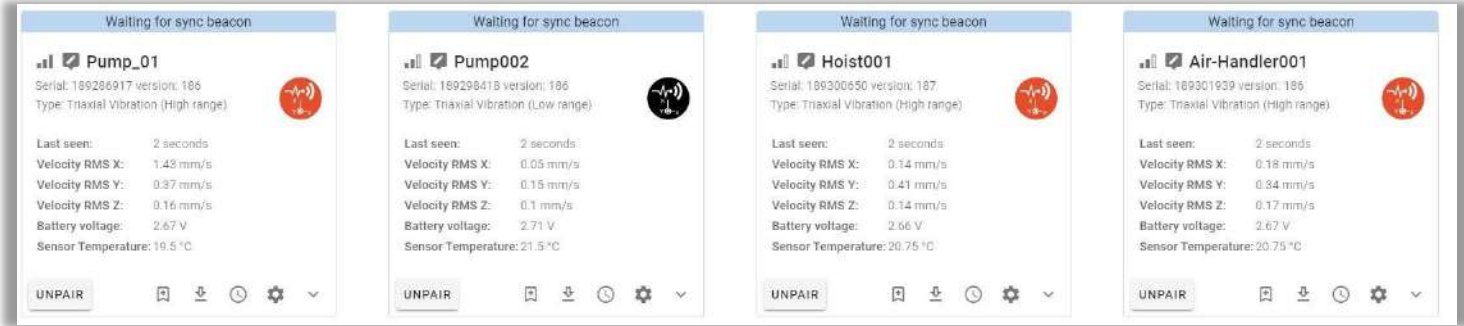 Waiting for sync beacon
Pump_01
Serial: 189286917 version: 186
Type: Triaxial Vibration (High range)
Last seen: 2 seconds
Velocity RMS X: 1.43 mm/s
Velocity RMS Y: 0.37 mm/s
Velocity RMS Z: 0.16 mm/s
Battery voltage: 2.67 V
Sensor Temperature: 19.5 °C
UNPAIR
Waiting for sync beacon
Pump002
Serial: 189298418 version: 186
Type: Triaxial Vibration (Low range)
Last seen: 2 seconds
Velocity RMS X: 0.05 mm/s
Velocity RMS Y: 0.15 mm/s
Velocity RMS Z: 0.1 mm/s
Battery voltage: 2.71 V
Sensor Temperature: 21.5 °C
UNPAIR
Waiting for sync beacon
Hoist001
Serial: 189300650 version: 187
Type: Triaxial Vibration (High range)
Last seen: 2 seconds
Velocity RMS X: 0.14 mm/s
Velocity RMS Y: 0.41 mm/s
Velocity RMS Z: 0.14 mm/s
Battery voltage: 2.66 V
Sensor Temperature: 20.75 °C
UNPAIR
Waiting for sync beacon
Air-Handler001
Serial: 189301939 version: 186
Type: Triaxial Vibration (High range)
Last seen: 2 seconds
Velocity RMS X: 0.18 mm/s
Velocity RMS Y: 0.34 mm/s
Velocity RMS Z: 0.17 mm/s
Battery voltage: 2.67 V
Sensor Temperature: 20.75 °C
UNPAIR